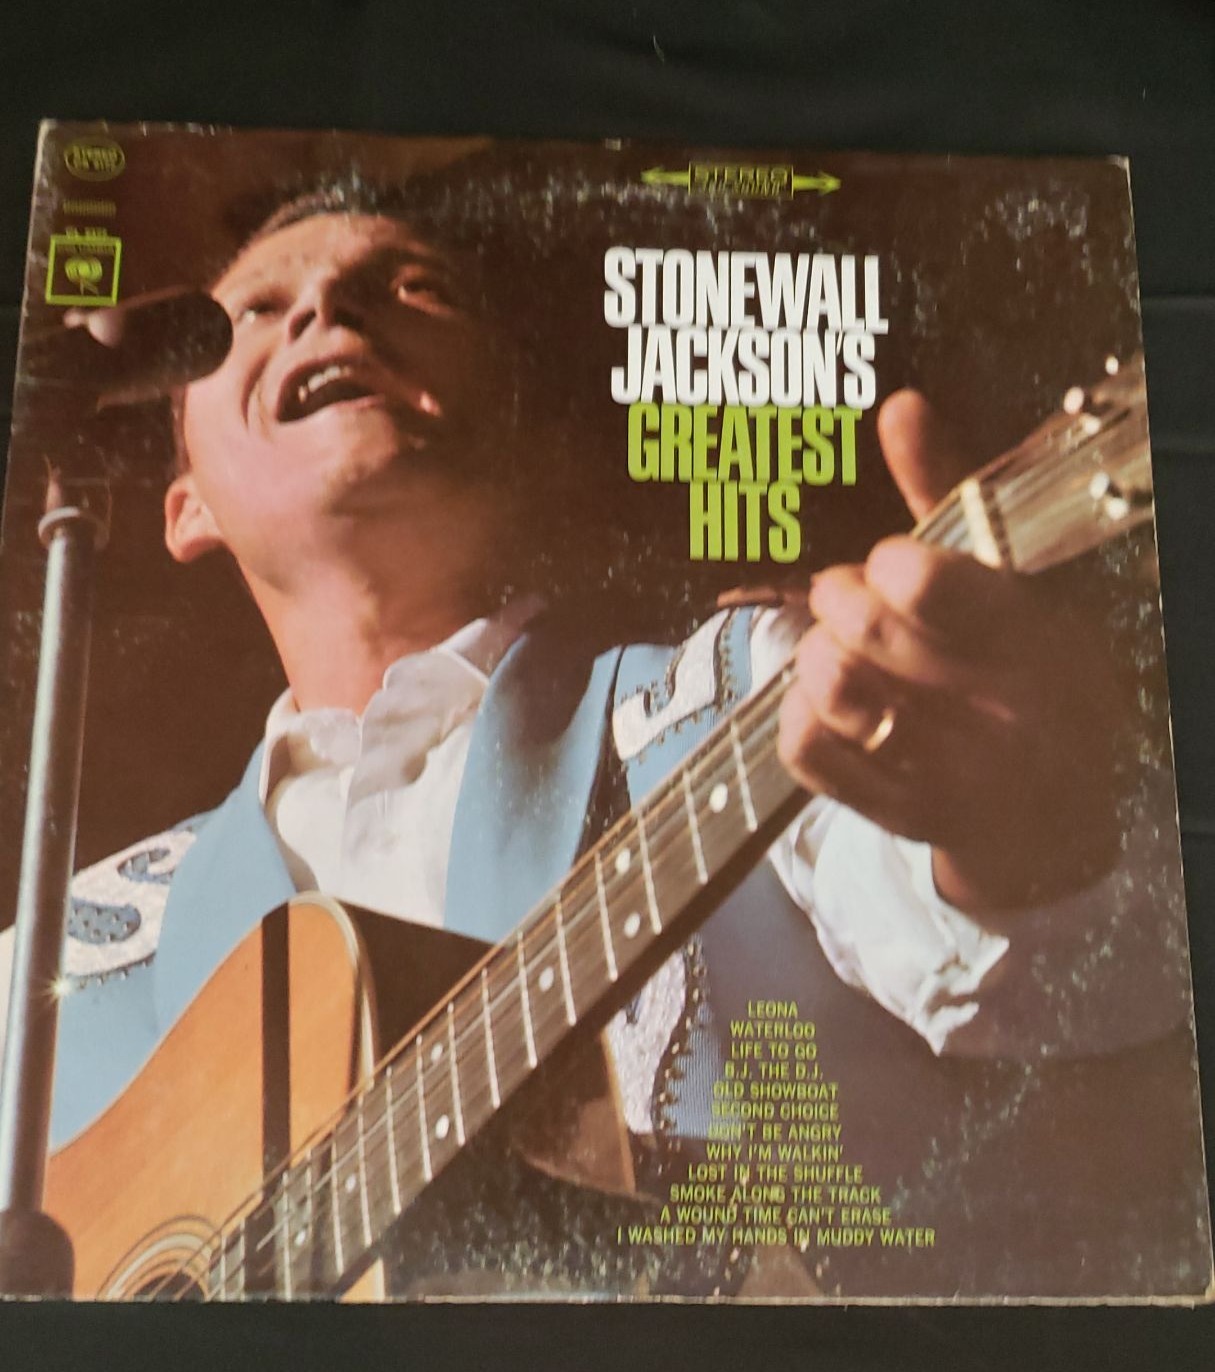 STEREO
STEREO
STONEWALL
JACKSON'S
GREATEST
HITS
LEONA
WATERLOO
LIFE TO GO
B.J. THE D.J.
OLD SHOWBOAT
SECOND CHOICE
DON'T BE ANGRY
WHY I'M WALKIN'
LOST IN THE SHUFFLE
SMOKE ALONG THE TRACK
A WOUND TIME CAN'T ERASE
I WASHED MY HANDS IN MUDDY WATER